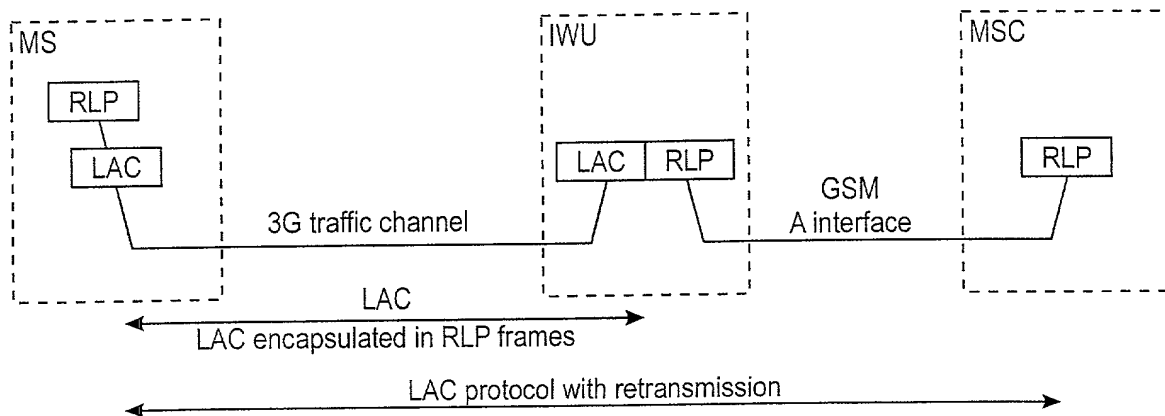 MS
IWU
MSC
RLP
LAC
LAC RLP
RLP
3G traffic channel
GSM
A interface
LAC
LAC encapsulated in RLP frames
LAC protocol with retransmission